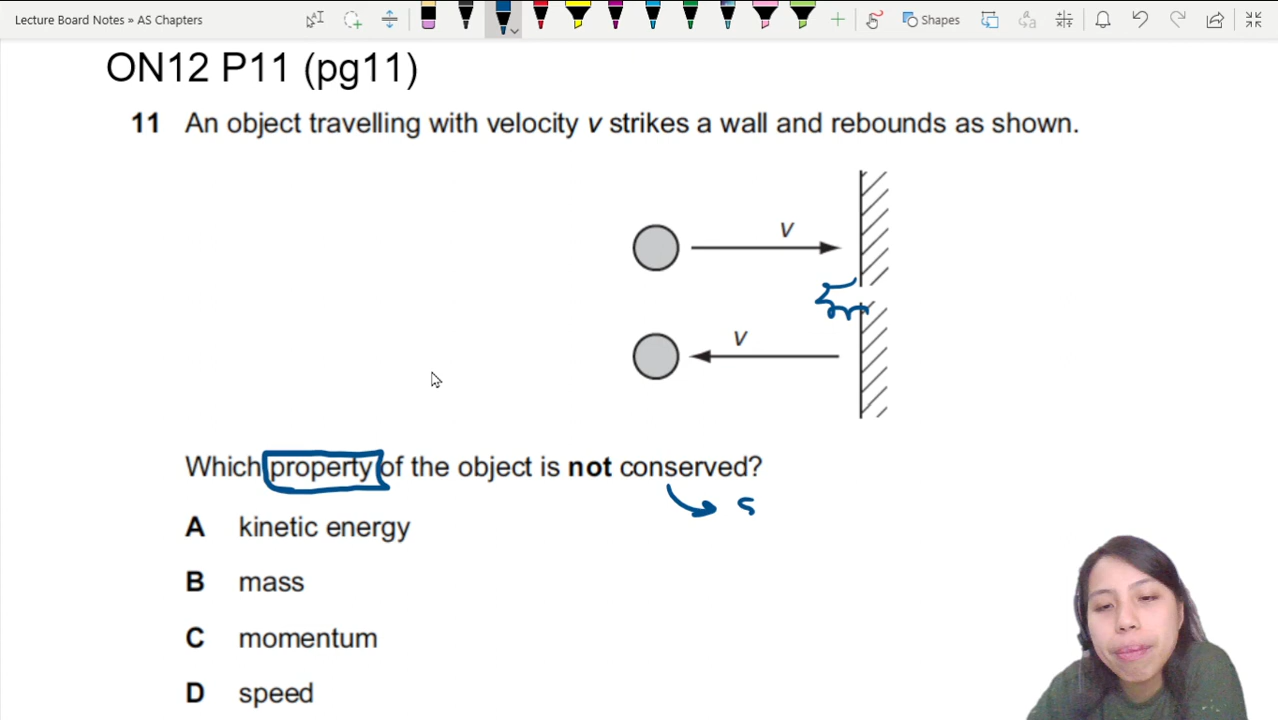 Lecture Board Notes » AS Chapters
Shapes
ON12 P11 (pg11)
11 An object travelling with velocity v strikes a wall and rebounds as shown.
v
v
Which property of the object is not conserved?
s
A kinetic energy
B mass
C momentum
D speed